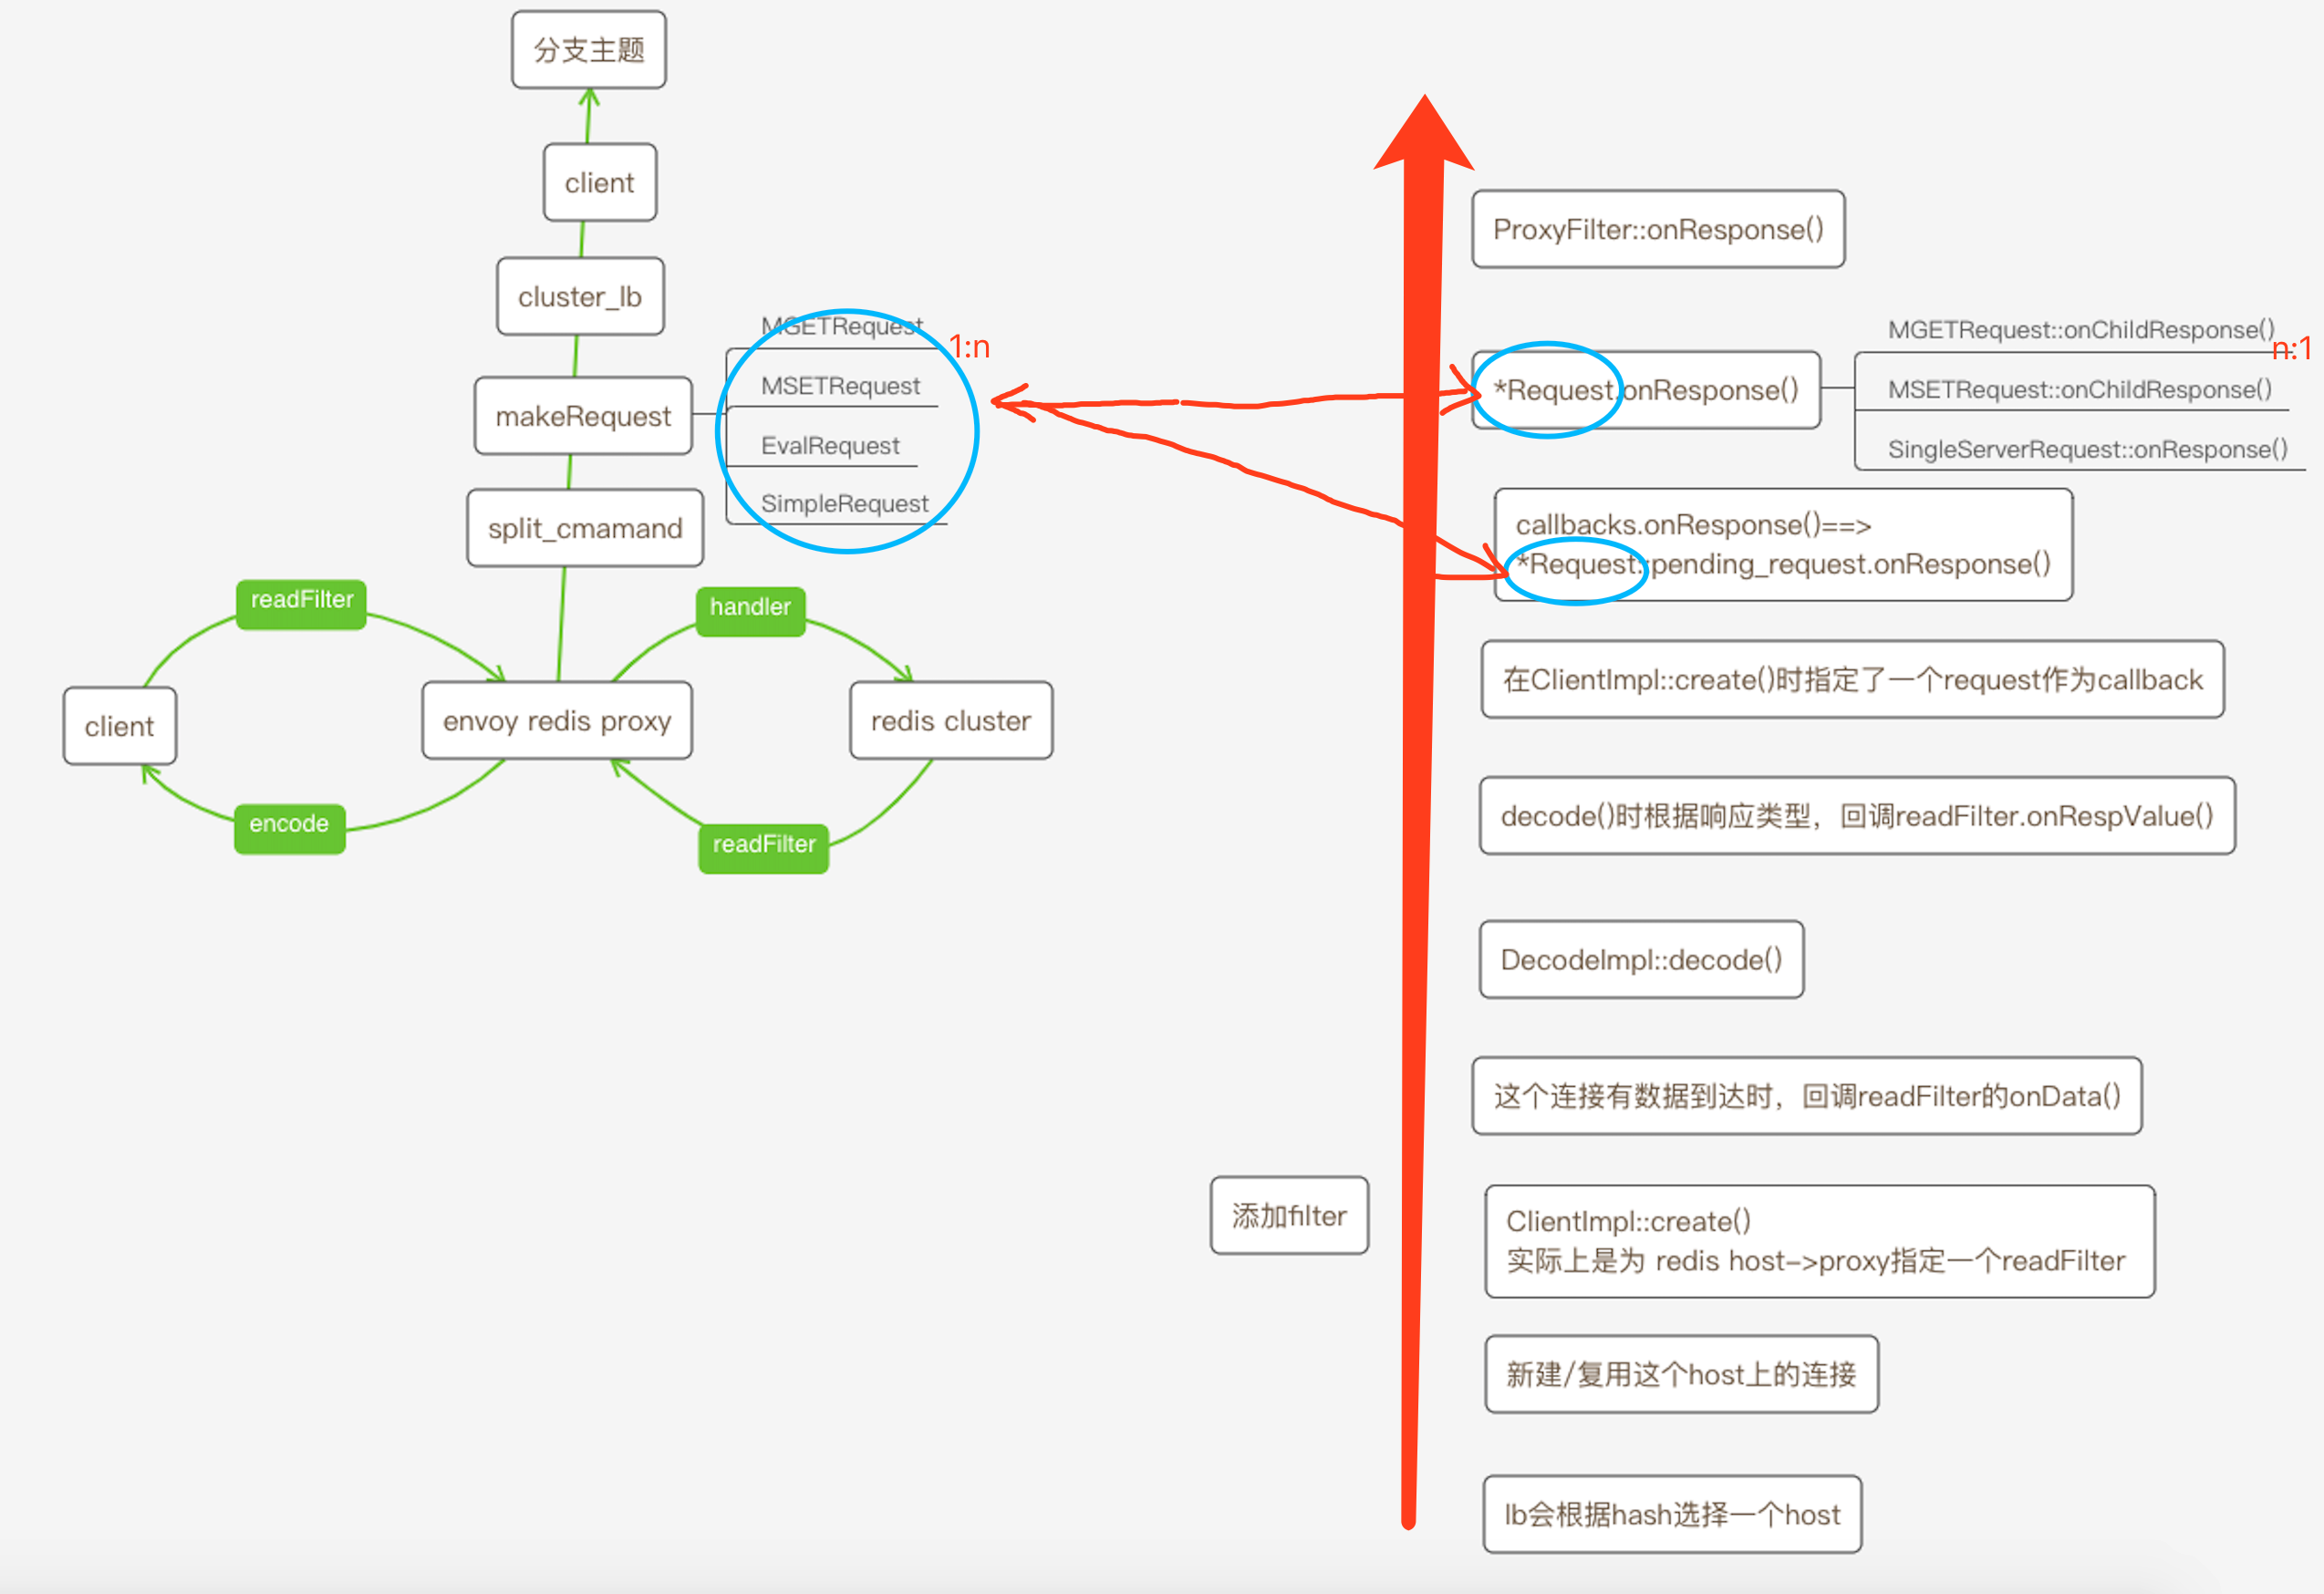 分支主题
client
cluster_lb
makeRequest
MGETRequest
1:n
MSETRequest
EvalRequest
SimpleRequest
split_cmamand
readFilter
handler
client
envoy redis proxy
redis cluster
encode
readFilter
ProxyFilter::onResponse()
*Request.onResponse()
MGETRequest::onChildResponse()
n:1
MSETRequest::onChildResponse()
SingleServerRequest::onResponse()
callbacks.onResponse()==>
*Request::pending_request.onResponse()
在ClientImpl::create()时指定了一个request作为callback
decode()时根据响应类型，回调readFilter.onRespValue()
DecodeImpl::decode()
这个连接有数据到达时，回调readFilter的onData()
添加filter
ClientImpl::create()
实际上是为 redis host->proxy指定一个readFilter
新建/复用这个host上的连接
lb会根据hash选择一个host